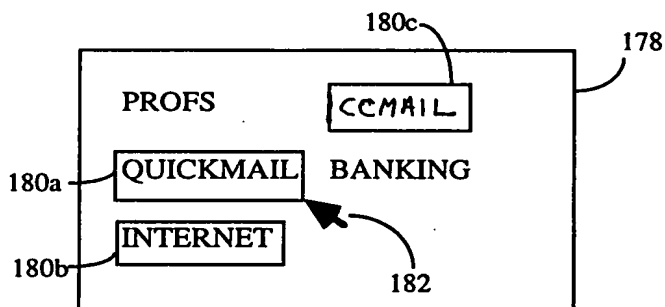 180c
178
PROFS CCMAIL
180a QUICKMAIL BANKING
INTERNET
180b 182